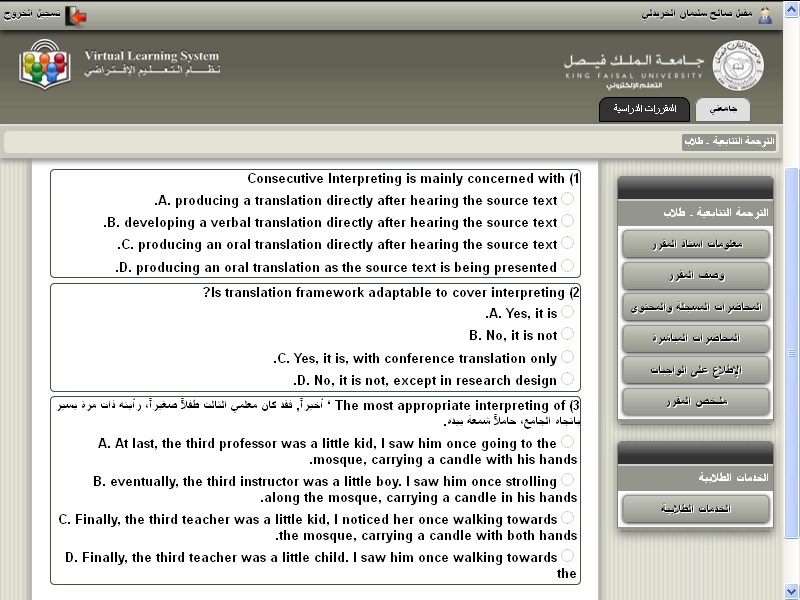 مقبل صالح سليمان الخريدلي
تسجيل الخروج
Virtual Learning System
نظـــام التـعـلـيـــم الإفـتـراضـي
جـامـعـة الـمـلـك فـيـصـل
KING FAISAL UNIVERSITY
التعلم الإلكتروني
جامعتي
المقررات الدراسية
الترجمة التتابعية ـ طلاب
الترجمة التتابعية ـ طلاب
معلومات أستاذ المقرر
وصف المقرر
المحاضرات المسجلة والمحتوى
المحاضرات المباشرة
الإطلاع على الواجبات
ملخص المقرر
الخدمات الطلابية
الخدمات الطلابية
Consecutive Interpreting is mainly concerned with (1
.A. producing a translation directly after hearing the source text
.B. developing a verbal translation directly after hearing the source text
.C. producing an oral translation directly after hearing the source text
.D. producing an oral translation as the source text is being presented
?Is translation framework adaptable to cover interpreting (2
.A. Yes, it is
B. No, it is not
.C. Yes, it is, with conference translation only
.D. No, it is not, except in research design
The most appropriate interpreting of (3 ‘ أخيراً, فقد كان معلمي الثالث طفلاً صغيراً، رأيته ذات مرة يسير
باتجاه الجامع، حاملاً شمعة بيده.
A. At last, the third professor was a little kid, I saw him once going to the
.mosque, carrying a candle with his hands
B. eventually, the third instructor was a little boy. I saw him once strolling
.along the mosque, carrying a candle in his hands
C. Finally, the third teacher was a little kid, I noticed her once walking towards
.the mosque, carrying a candle with both hands
D. Finally, the third teacher was a little child. I saw him once walking towards
the